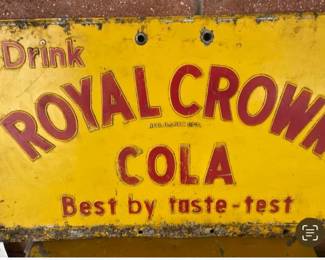 Drink
ROYAL CROWN
COLA
Best by taste-test